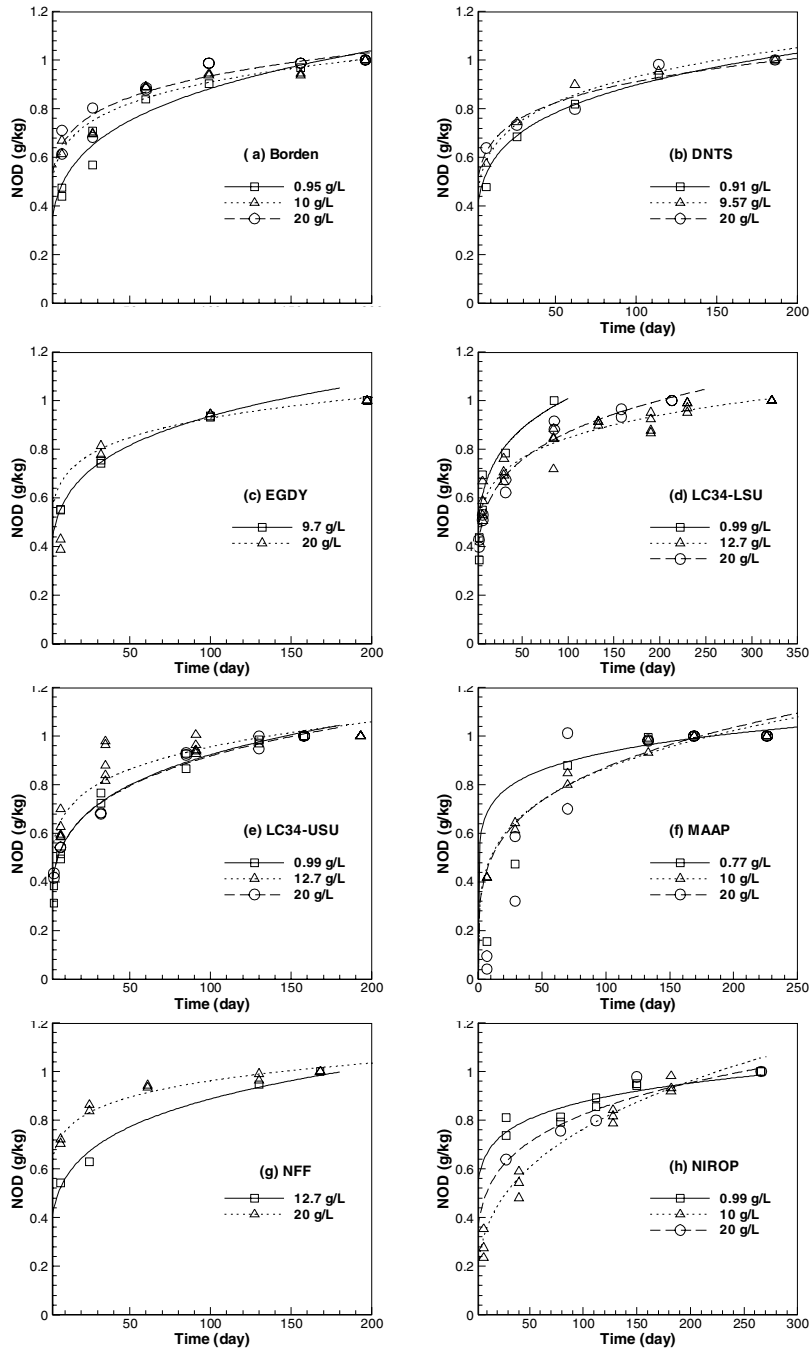 1.2
1
0.8
0.6
0.4
0.2
0
NOD (g/kg)
( a) Borden
0.95 g/L
10 g/L
20 g/L
Time (day)
1.2
1
0.8
0.6
0.4
0.2
0
NOD (g/kg)
(b) DNTS
0.91 g/L
9.57 g/L
20 g/L
50 100 150 200
Time (day)
1.2
1
0.8
0.6
0.4
0.2
0
NOD (g/kg)
(c) EGDY
9.7 g/L
20 g/L
50 100 150 200
Time (day)
1.2
1
0.8
0.6
0.4
0.2
0
NOD (g/kg)
(d) LC34-LSU
0.99 g/L
12.7 g/L
20 g/L
50 100 150 200 250 300 350
Time (day)
1.2
1
0.8
0.6
0.4
0.2
0
NOD (g/kg)
(e) LC34-USU
0.99 g/L
12.7 g/L
20 g/L
50 100 150 200
Time (day)
1.2
1
0.8
0.6
0.4
0.2
0
NOD (g/kg)
(f) MAAP
0.77 g/L
10 g/L
20 g/L
0 50 100 150 200 250
Time (day)
1.2
1
0.8
0.6
0.4
0.2
0
NOD (g/kg)
(g) NFF
12.7 g/L
20 g/L
50 100 150 200
Time (day)
1.2
1
0.8
0.6
0.4
0.2
0
NOD (g/kg)
(h) NIROP
0.99 g/L
10 g/L
20 g/L
50 100 150 200 250 300
Time (day)